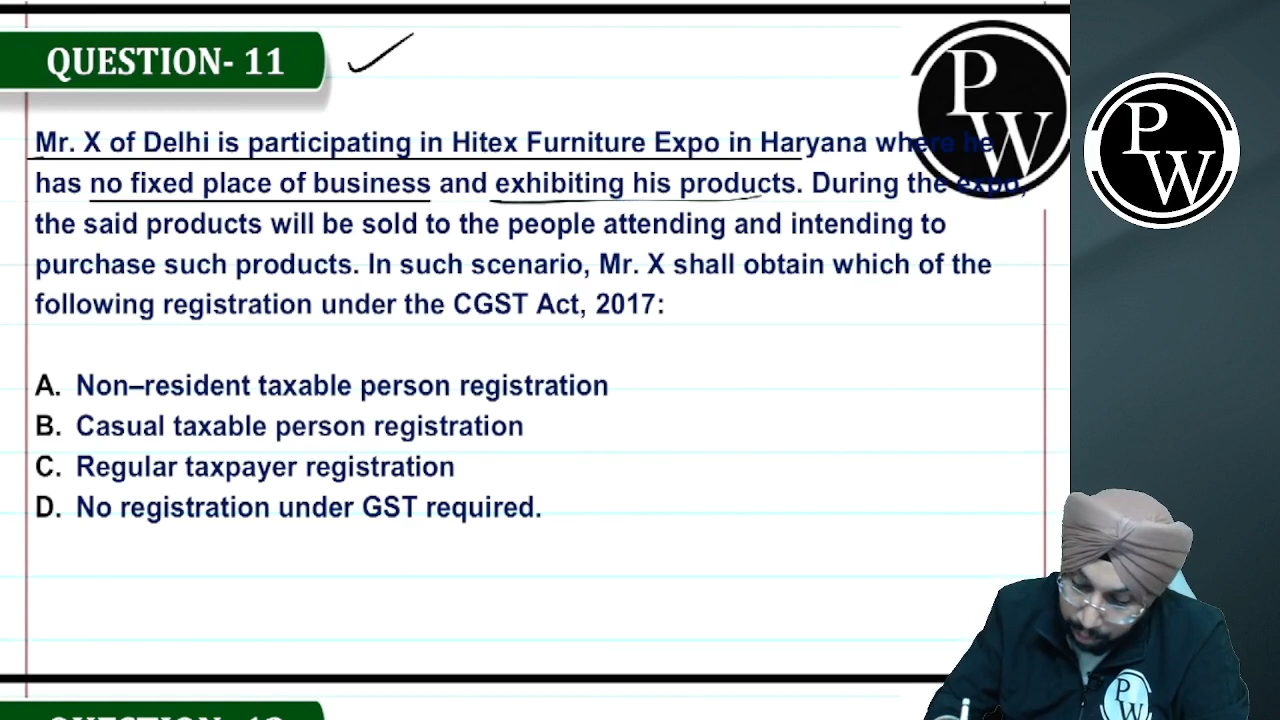 QUESTION- 11
Mr. X of Delhi is participating in Hitex Furniture Expo in Haryana where he
has no fixed place of business and exhibiting his products. During the expo,
the said products will be sold to the people attending and intending to
purchase such products. In such scenario, Mr. X shall obtain which of the
following registration under the CGST Act, 2017:
A. Non–resident taxable person registration
B. Casual taxable person registration
C. Regular taxpayer registration
D. No registration under GST required.
P
W
P
W
P
W